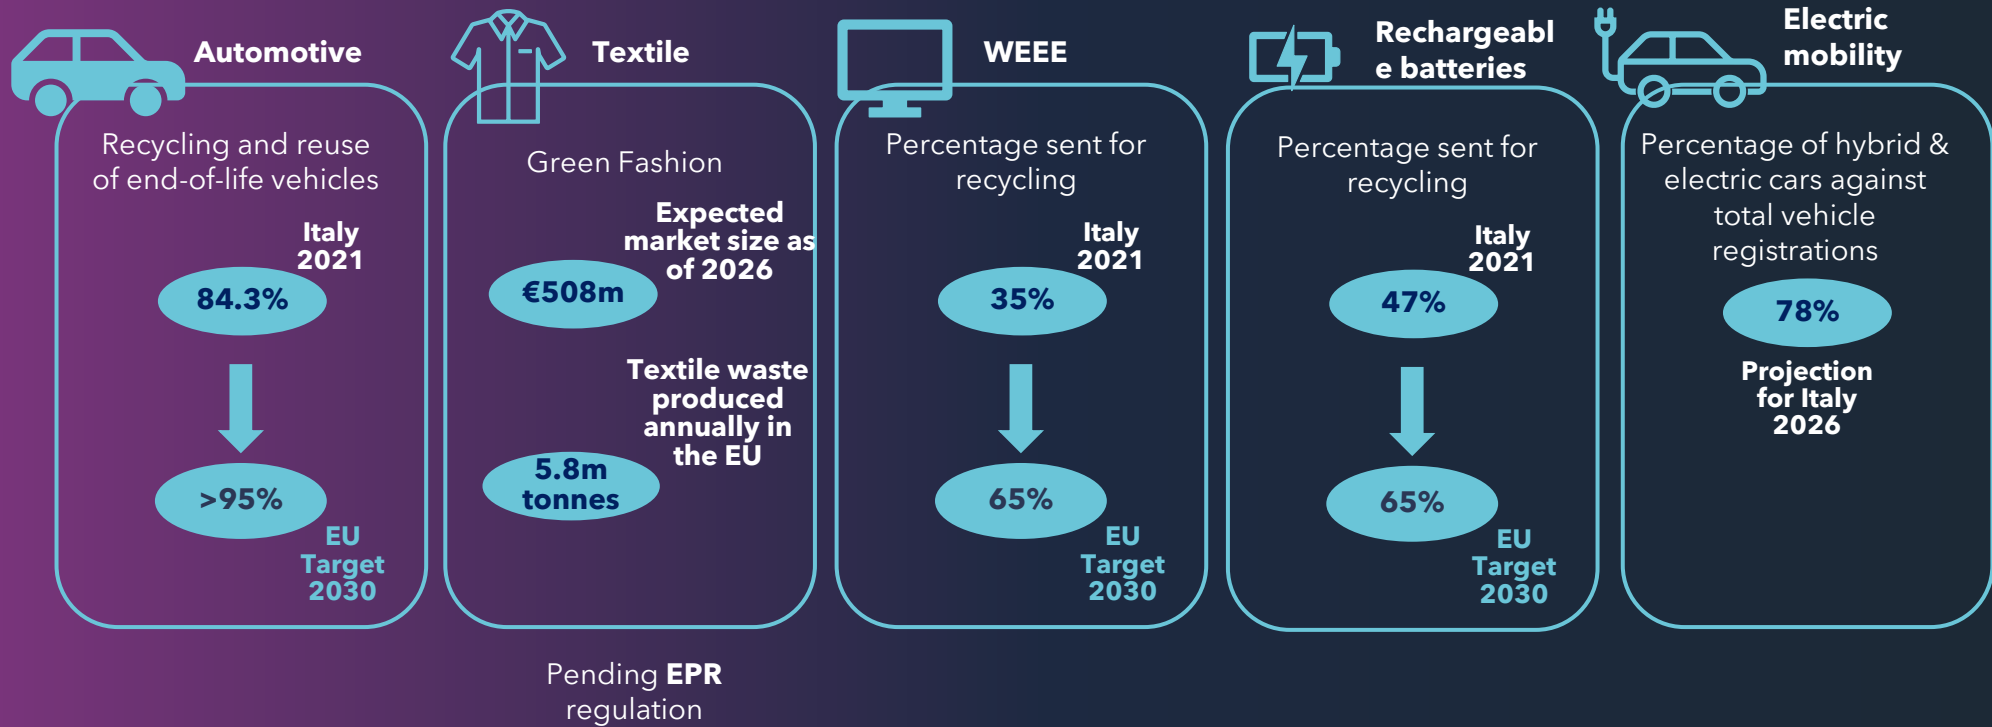 Automotive
Recycling and reuse
of end-of-life vehicles
Italy
2021
84.3%
>95%
EU
Target
2030
Textile
Green Fashion
Expected
market size as
of 2026
€508m
Textile waste
produced
annually in
the EU
5.8m
tonnes
Pending EPR
regulation
WEEE
Percentage sent for
recycling
Italy
2021
35%
65%
EU
Target
2030
Rechargeabl
e batteries
Percentage sent for
recycling
Italy
2021
47%
65%
EU
Target
2030
Electric
mobility
Percentage of hybrid &
electric cars against
total vehicle
registrations
78%
Projection
for Italy
2026